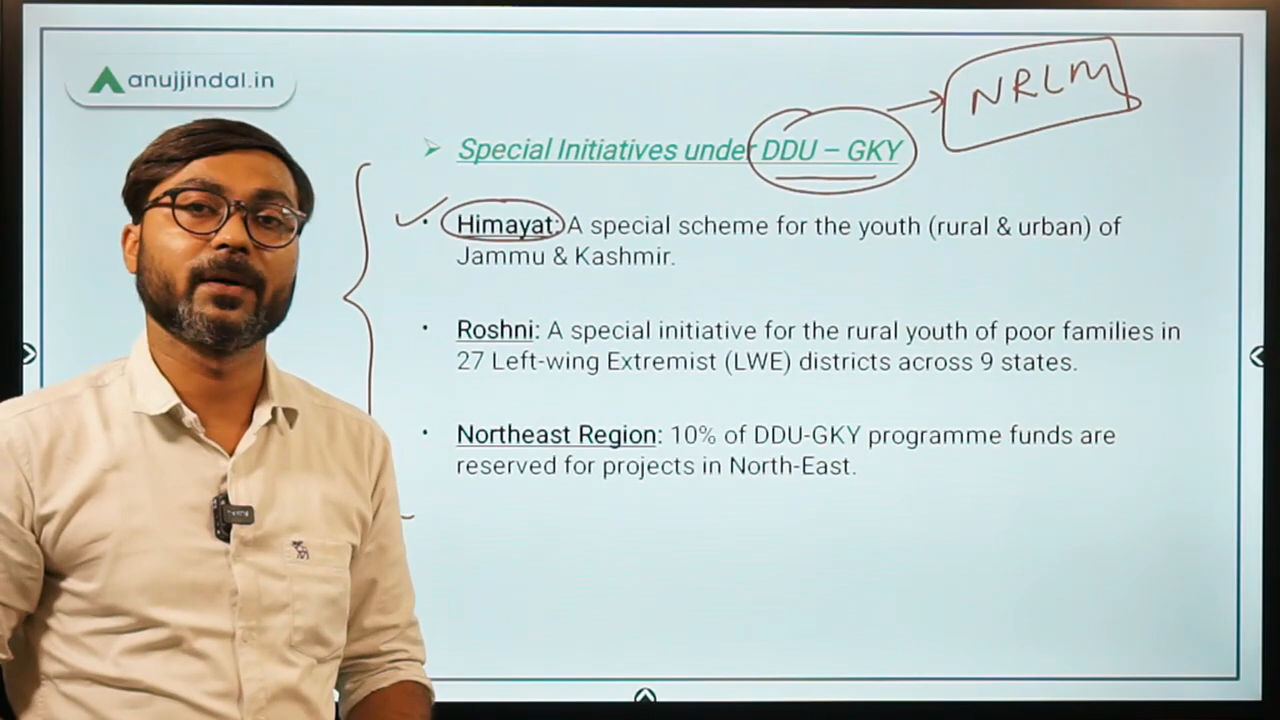 anujjindal.in
NRLM
Special Initiatives under DDU – GKY
• Himayat: A special scheme for the youth (rural & urban) of
Jammu & Kashmir.
• Roshni: A special initiative for the rural youth of poor families in
27 Left-wing Extremist (LWE) districts across 9 states.
• Northeast Region: 10% of DDU-GKY programme funds are
reserved for projects in North-East.